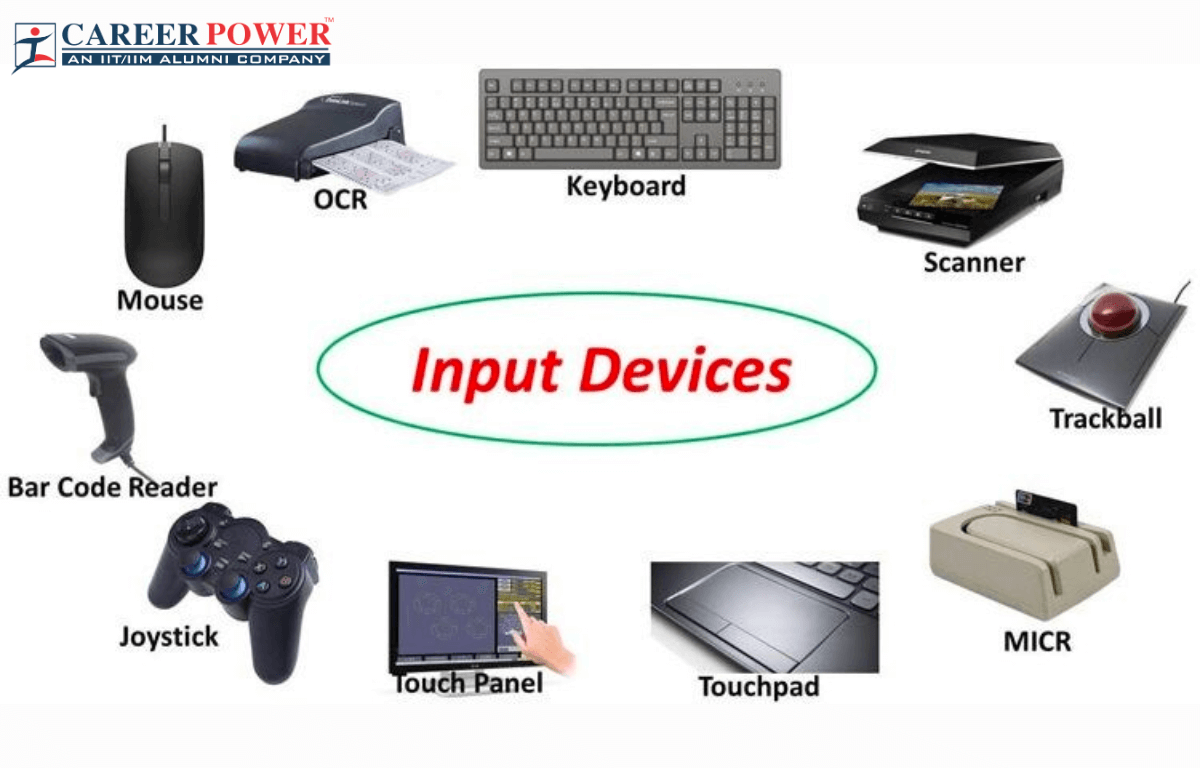 CAREER POWER™
AN IIT/IIM ALUMNI COMPANY
OCR
Keyboard
Scanner
Mouse
Input Devices
Trackball
Bar Code Reader
Joystick
Touch Panel
Touchpad
MICR